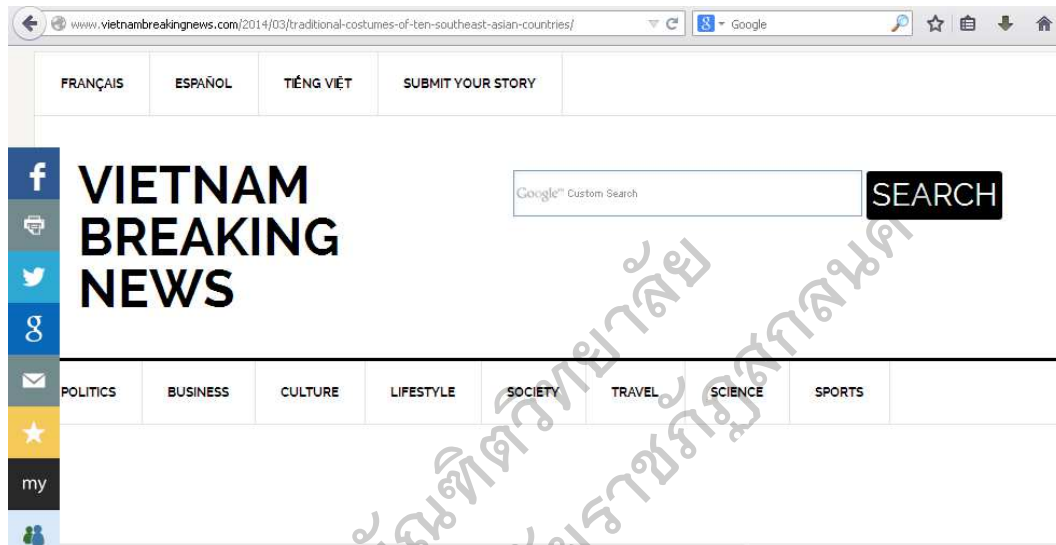 www.vietnambreakingnews.com/2014/03/traditional-costumes-of-ten-southeast-asian-countries/
Google
FRANÇAIS
ESPAÑOL
TIẾNG VIỆT
SUBMIT YOUR STORY
VIETNAM
BREAKING
NEWS
Google™ Custom Search
SEARCH
POLITICS
BUSINESS
CULTURE
LIFESTYLE
SOCIETY
TRAVEL
SCIENCE
SPORTS
my